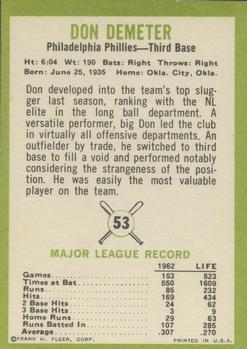 DON DEMETER
Philadelphia Phillies—Third Base
Ht: 6:04 Wt: 190 Bats: Right Throws: Right
Born: June 25, 1935 Home: Okla. City, Okla.
Don developed into the team's top slug-
ger last season, ranking with the NL
elite in the long ball department. A
versatile performer, big Don led the club
in virtually all offensive departments. An
outfielder by trade, he switched to third
base to fill a void and performed notably
considering the strangeness of the posi-
tion. He was easily the most valuable
player on the team.
53
MAJOR LEAGUE RECORD
1962 LIFE
Games 153 523
Times at Bat 550 1609
Runs 85 232
Hits 169 434
2 Base Hits 24 62
3 Base Hits 3 9
Home Runs 29 63
Runs Batted In 107 285
Average .307 .270
©FRANK H. FLEER, CORP. PRINTED IN U.S.A.